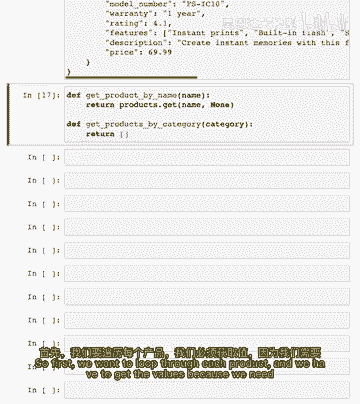 "model_number": "FS-IC10",
"warranty": "1 year",
"rating": 4.1,
"features": ["Instant prints", "Built-in flash", "S
"description": "Create instant memories with this f
"price": 69.99
}
}
In [17]: def get_product_by_name(name):
return products.get(name, None)
def get_products_by_category(category):
return []
In [ ]:
In [ ]:
In [ ]:
In [ ]:
In [ ]:
In [ ]:
In [ ]:
In [ ]:
In [ ]:
In [ ]:
In [ ]:
首先，我们要遍历每个产品，我们必须获取值，因为我们需要
So first, we want to loop through each product, and we ha
ve to get the values because we need